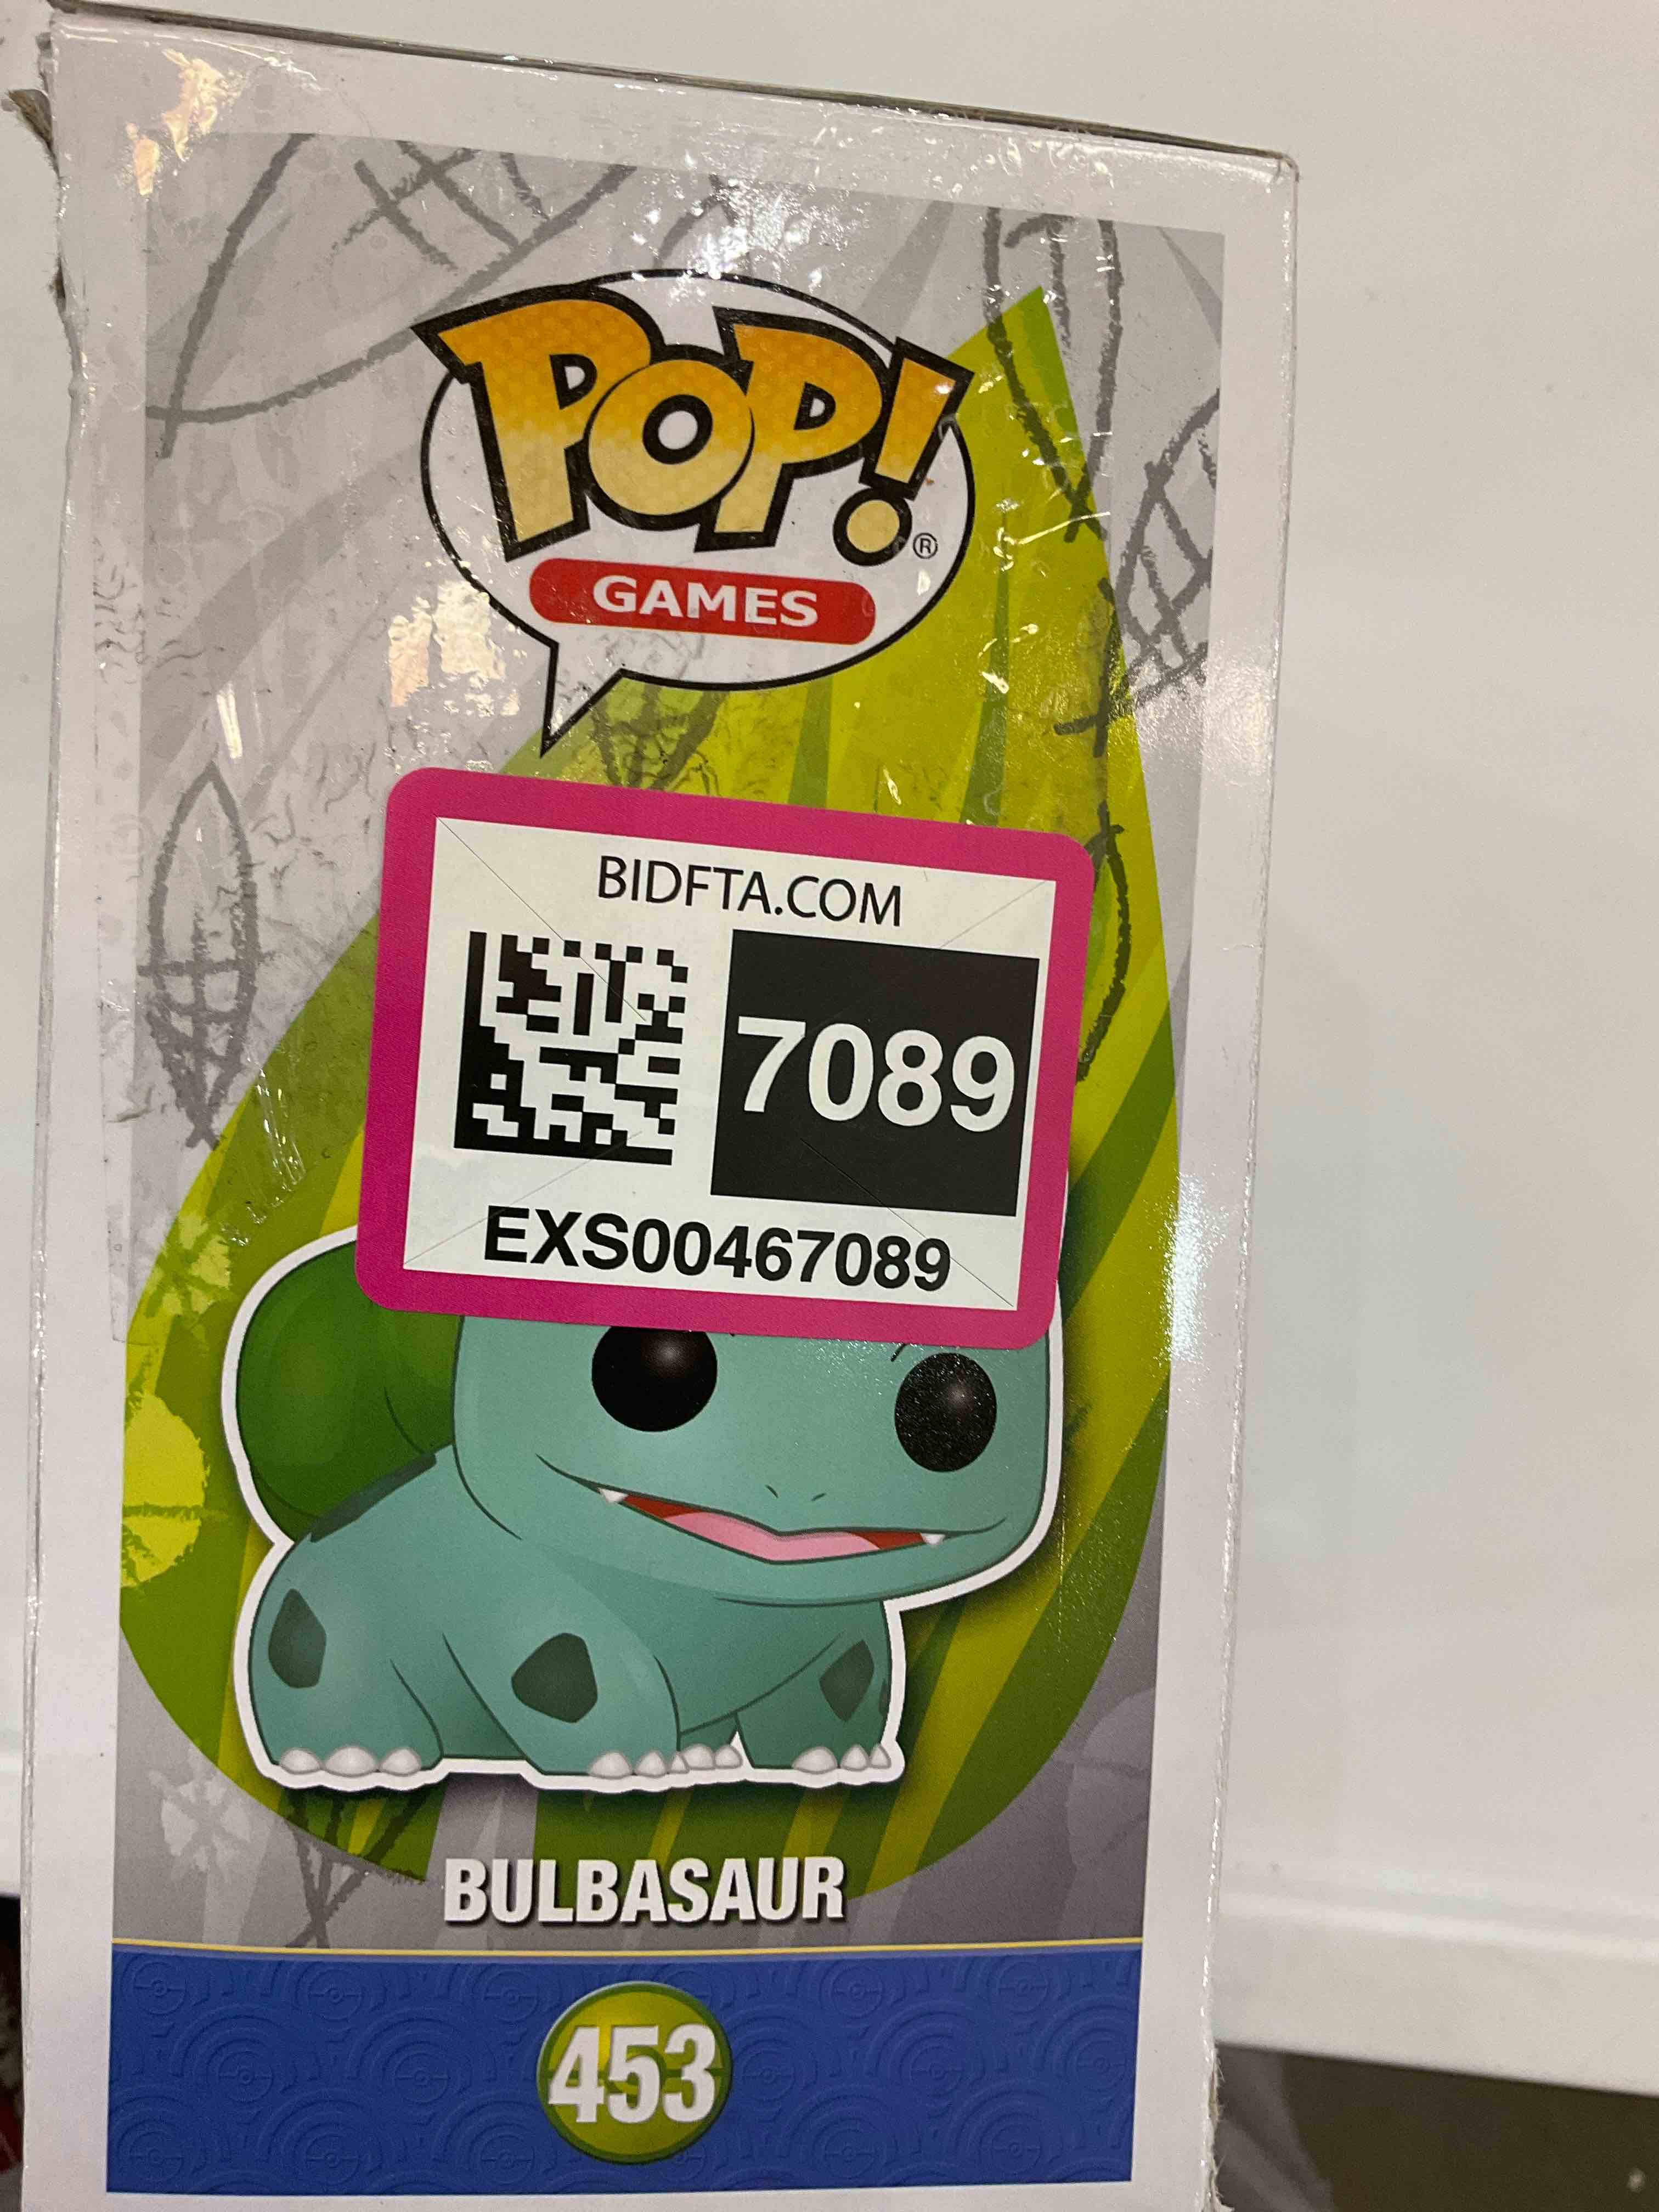 POP!®
GAMES
BIDFTA.COM
7089
EXS00467089
BULBASAUR
453